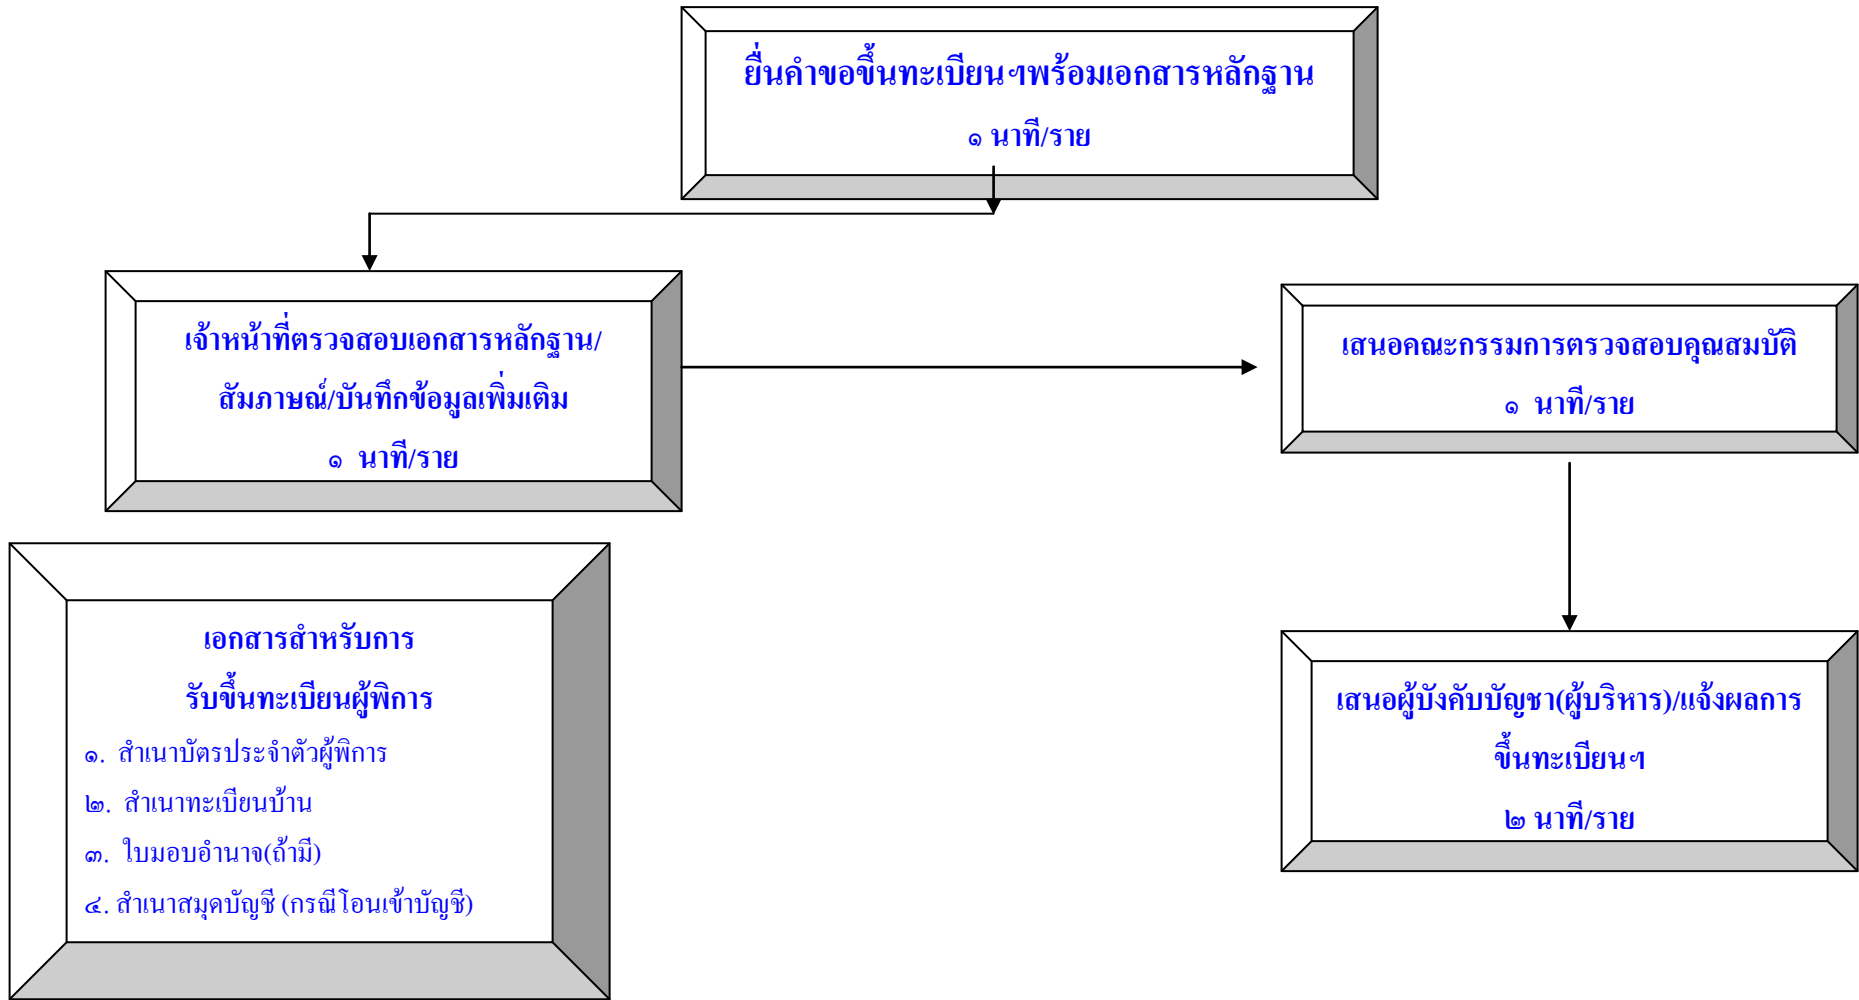 ยื่นคำขอขึ้นทะเบียนฯพร้อมเอกสารหลักฐาน
๑ นาที/ราย
เจ้าหน้าที่ตรวจสอบเอกสารหลักฐาน/
สัมภาษณ์/บันทึกข้อมูลเพิ่มเติม
๑ นาที/ราย
เสนอคณะกรรมการตรวจสอบคุณสมบัติ
๑ นาที/ราย
เอกสารสำหรับการ
รับขึ้นทะเบียนผู้พิการ
๑. สำเนาบัตรประจำตัวผู้พิการ
๒. สำเนาทะเบียนบ้าน
๓. ใบมอบอำนาจ(ถ้ามี)
๔. สำเนาสมุดบัญชี (กรณีโอนเข้าบัญชี)
เสนอผู้บังคับบัญชา(ผู้บริหาร)/แจ้งผลการ
ขึ้นทะเบียนฯ
๒ นาที/ราย